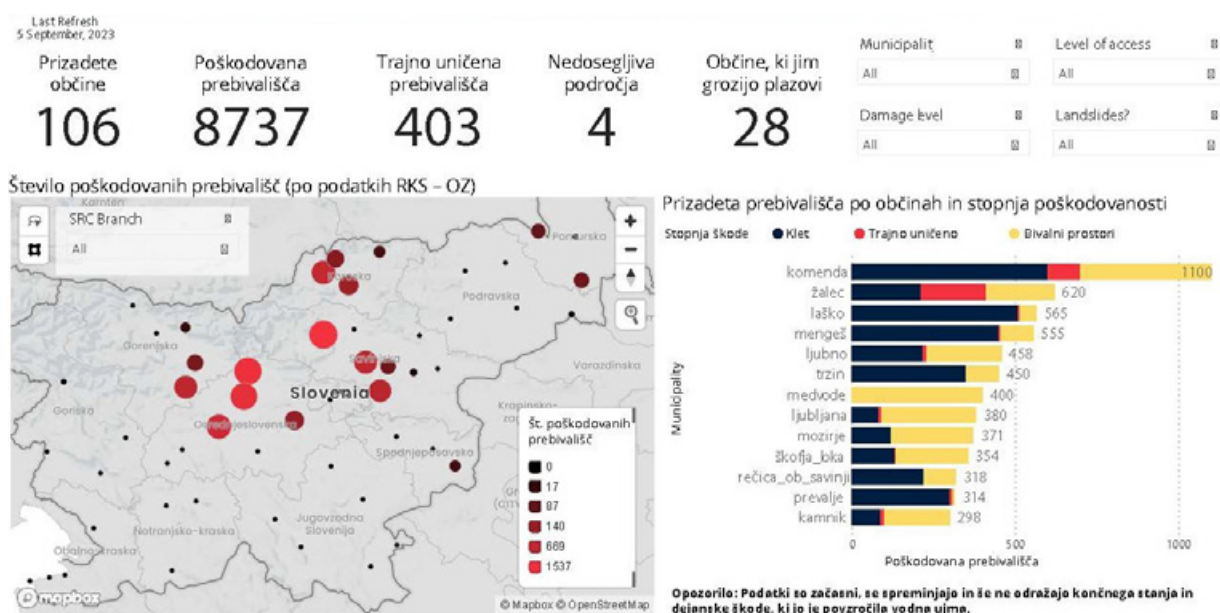 Last Refresh
5 September, 2023
Prizadete
občine
106
Poškodovana
prebivališča
8737
Trajno uničena
prebivališča
403
Nedosegljiva
področja
4
Občine, ki jim
grozijo plazovi
28
Municipalit
All
Level of access
All
Damage level
All
Landslides?
All
Število poškodovanih prebivališč (po podatkih RKS – OZ)
SRC Branch
All
Kärnten
Koroška
Pomurska
Podravska
Gorenjska
Savinjska
Varaždinska
Slovenia
Goriška
Osrednjeslovenska
Krapinsko-
Spodnjeposavska
Notranjsko-kraska
Jugovzodna
Slovenija
Obalno-kraska
Št. poškodovanih
prebivališč
0
17
87
140
669
1537
mapbox
© Mapbox © OpenStreetMap
Prizadeta prebivališča po občinah in stopnja poškodovanosti
Stopnja škode Klet Trajno uničeno Bivalni prostori
Municipality
komenda 1100
žalec 620
laško 565
mengeš 555
ljubno 458
trzin 450
medvode 400
ljubljana 380
mozirje 371
škofja_bka 354
rečica_ob_savinji 318
prevalje 314
kamnik 298
0 500 1000
Poškodovana prebivališča
Opozorilo: Podatki so začasni, se spreminjajo in še ne odražajo končnega stanja in
dejanske škode, ki jo je povzročila vodna ujma.